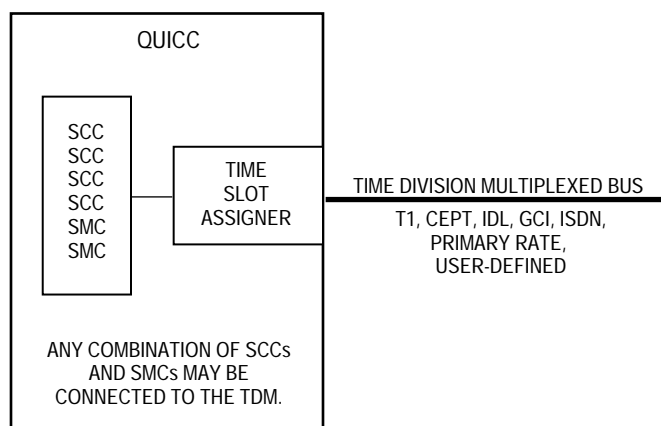 QUICC
SCC
SCC
SCC
SCC
SMC
SMC
TIME
SLOT
ASSIGNER
TIME DIVISION MULTIPLEXED BUS
T1, CEPT, IDL, GCI, ISDN,
PRIMARY RATE,
USER-DEFINED
ANY COMBINATION OF SCCs
AND SMCs MAY BE
CONNECTED TO THE TDM.